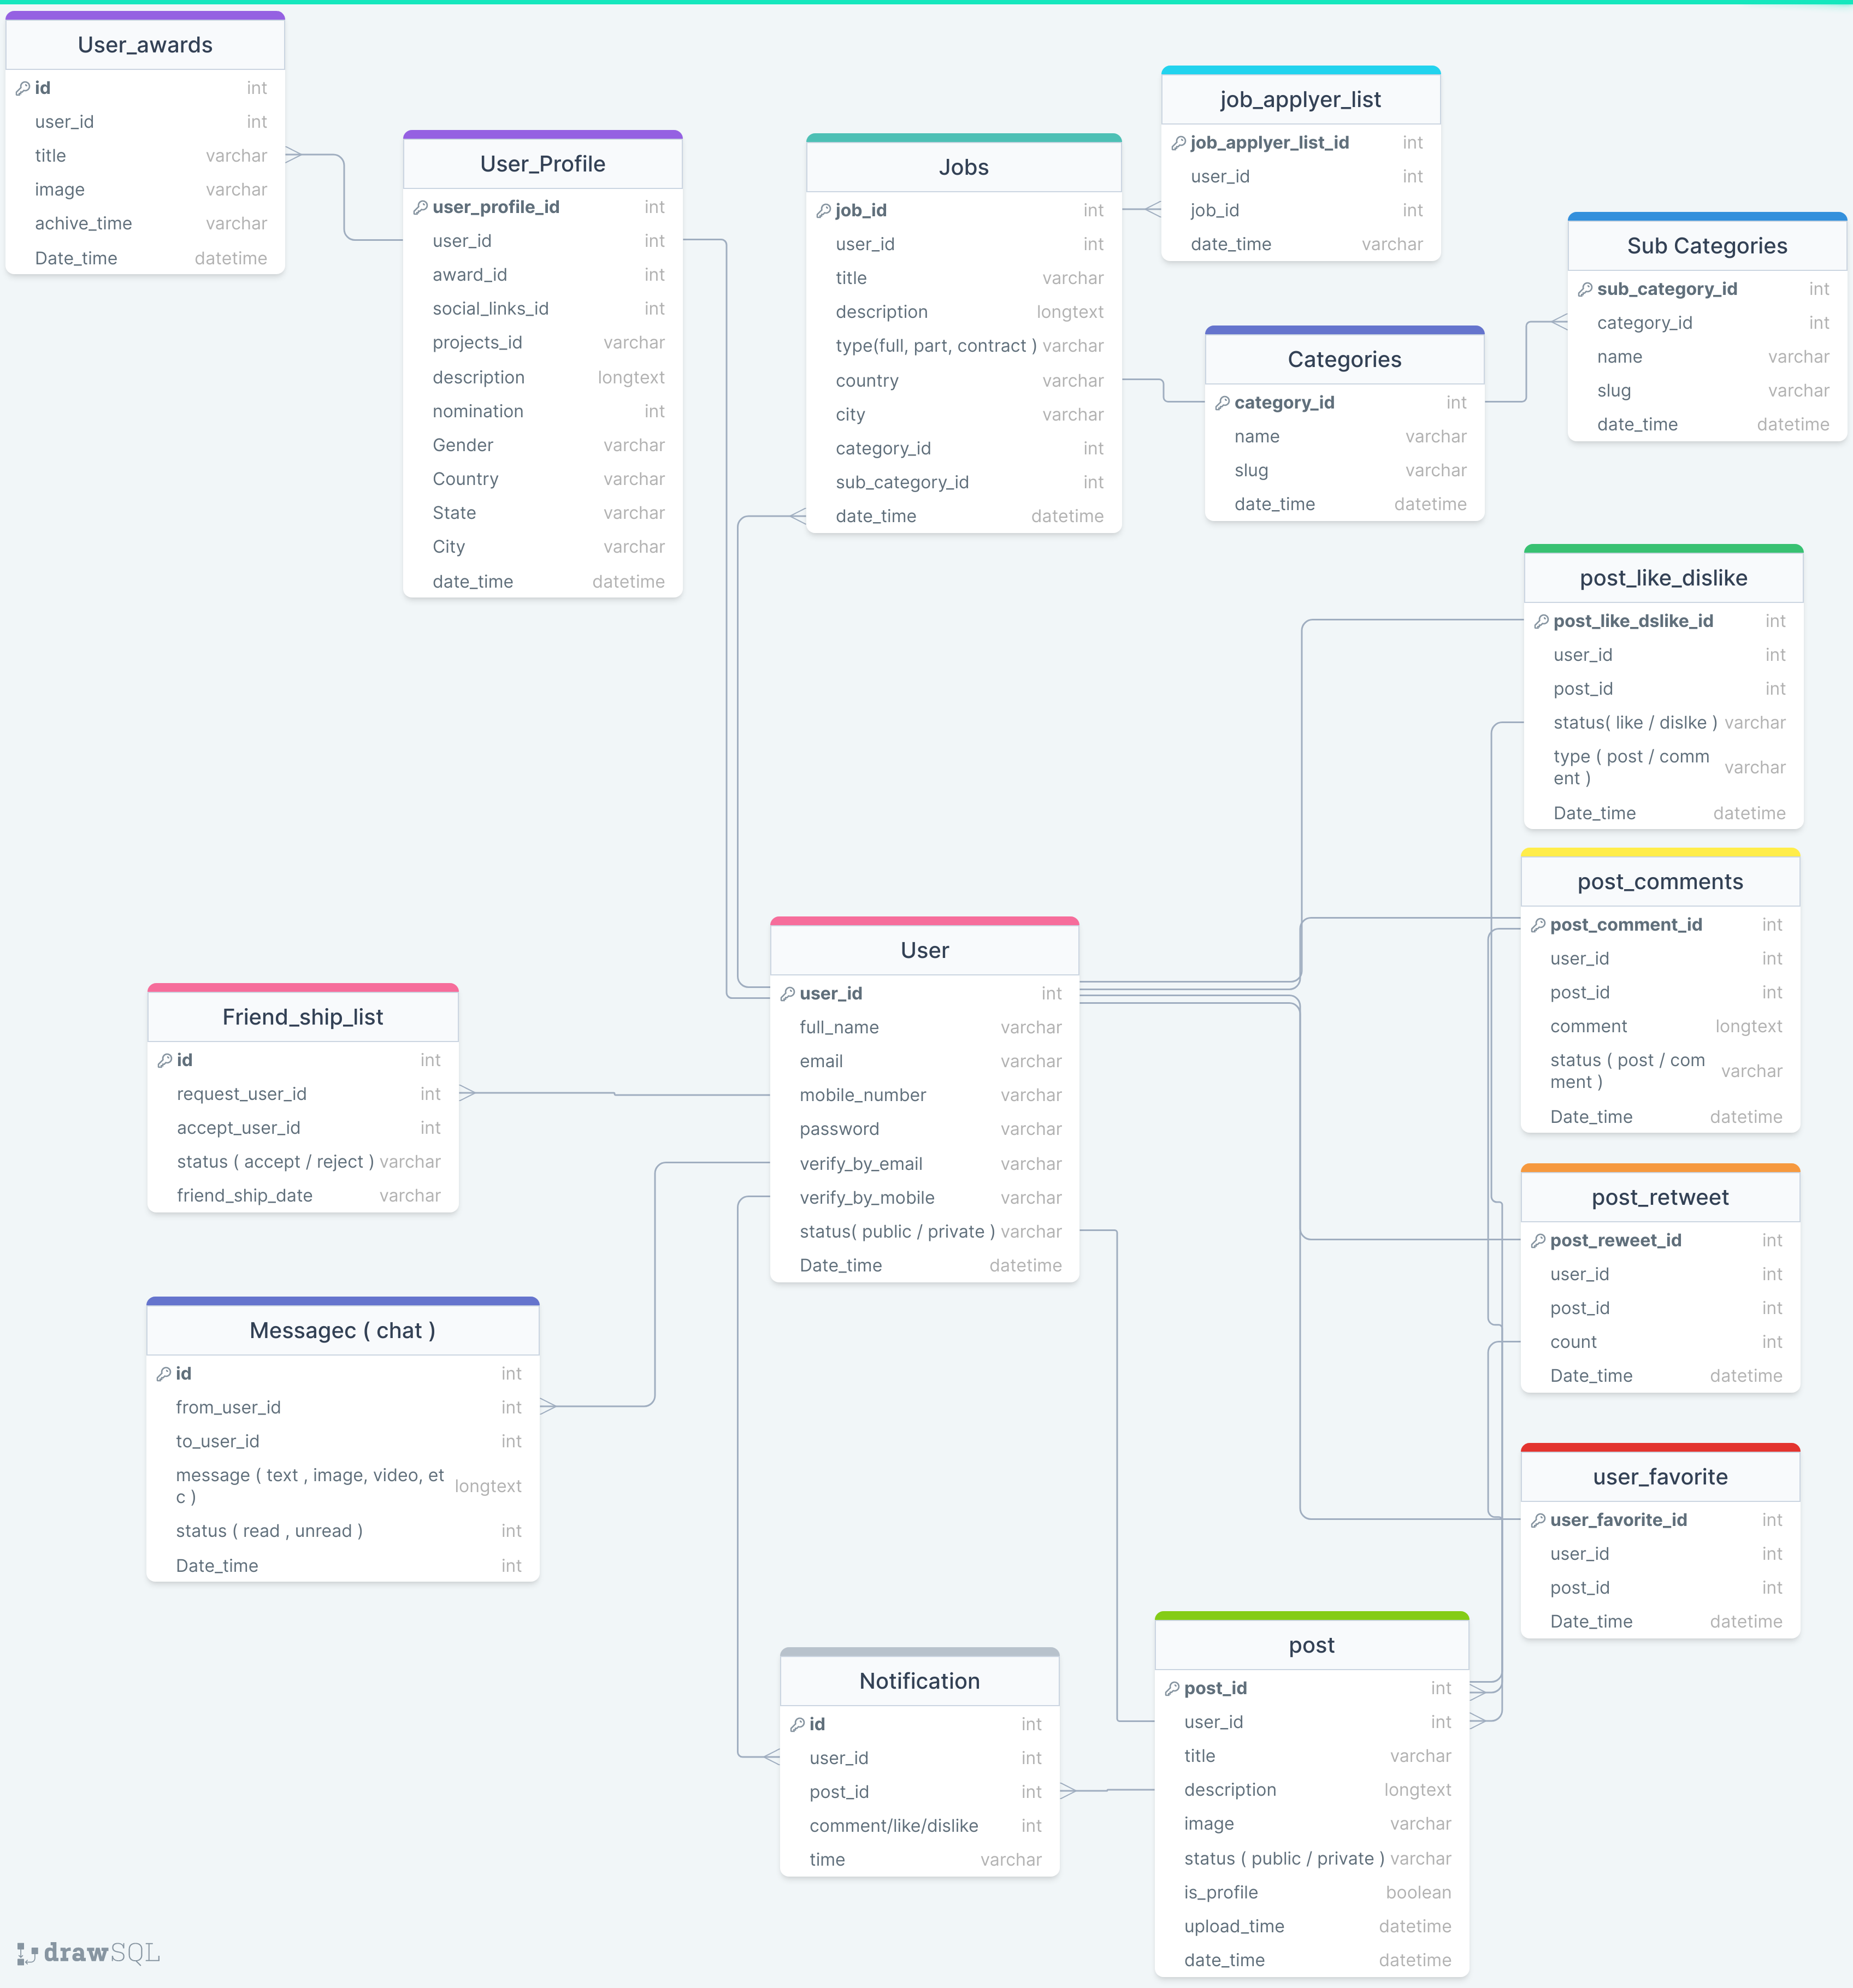 User_awards
id int
user_id int
title varchar
image varchar
achive_time varchar
Date_time datetime
User_Profile
user_profile_id int
user_id int
award_id int
social_links_id int
projects_id varchar
description longtext
nomination int
Gender varchar
Country varchar
State varchar
City varchar
date_time datetime
Jobs
job_id int
user_id int
title varchar
description longtext
type(full, part, contract ) varchar
country varchar
city varchar
category_id int
sub_category_id int
date_time datetime
job_applyer_list
job_applyer_list_id int
user_id int
job_id int
date_time varchar
Categories
category_id int
name varchar
slug varchar
date_time datetime
Sub Categories
sub_category_id int
category_id int
name varchar
slug varchar
date_time datetime
post_like_dislike
post_like_dslike_id int
user_id int
post_id int
status( like / dislke ) varchar
type ( post / comm
ent ) varchar
Date_time datetime
post_comments
post_comment_id int
user_id int
post_id int
comment longtext
status ( post / com
ment ) varchar
Date_time datetime
User
user_id int
full_name varchar
email varchar
mobile_number varchar
password varchar
verify_by_email varchar
verify_by_mobile varchar
status( public / private ) varchar
Date_time datetime
Friend_ship_list
id int
request_user_id int
accept_user_id int
status ( accept / reject ) varchar
friend_ship_date varchar
post_retweet
post_reweet_id int
user_id int
post_id int
count int
Date_time datetime
Messagec ( chat )
id int
from_user_id int
to_user_id int
message ( text , image, video, et
c ) longtext
status ( read , unread ) int
Date_time int
user_favorite
user_favorite_id int
user_id int
post_id int
Date_time datetime
Notification
id int
user_id int
post_id int
comment/like/dislike int
time varchar
post
post_id int
user_id int
title varchar
description longtext
image varchar
status ( public / private ) varchar
is_profile boolean
upload_time datetime
date_time datetime
drawSQL